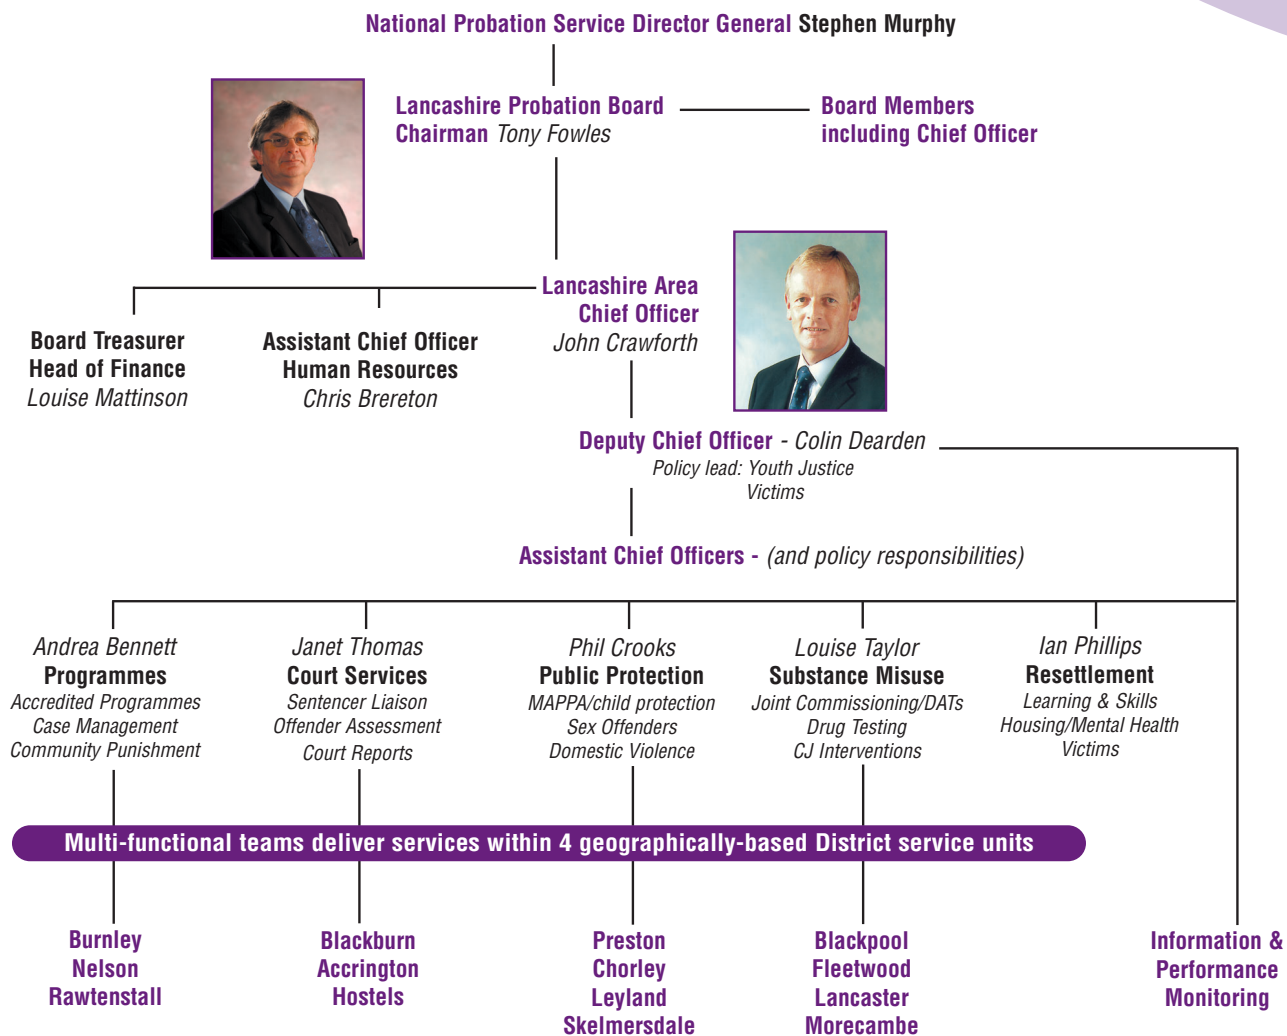 National Probation Service Director General Stephen Murphy
Lancashire Probation Board
Chairman Tony Fowles
Board Members
including Chief Officer
Lancashire Area
Chief Officer
John Crawforth
Board Treasurer
Head of Finance
Louise Mattinson
Assistant Chief Officer
Human Resources
Chris Brereton
Deputy Chief Officer - Colin Dearden
Policy lead: Youth Justice
Victims
Assistant Chief Officers - (and policy responsibilities)
Andrea Bennett
Programmes
Accredited Programmes
Case Management
Community Punishment
Janet Thomas
Court Services
Sentencer Liaison
Offender Assessment
Court Reports
Phil Crooks
Public Protection
MAPPA/child protection
Sex Offenders
Domestic Violence
Louise Taylor
Substance Misuse
Joint Commissioning/DATs
Drug Testing
CJ Interventions
Ian Phillips
Resettlement
Learning & Skills
Housing/Mental Health
Victims
Multi-functional teams deliver services within 4 geographically-based District service units
Burnley
Nelson
Rawtenstall
Blackburn
Accrington
Hostels
Preston
Chorley
Leyland
Skelmersdale
Blackpool
Fleetwood
Lancaster
Morecambe
Information &
Performance
Monitoring